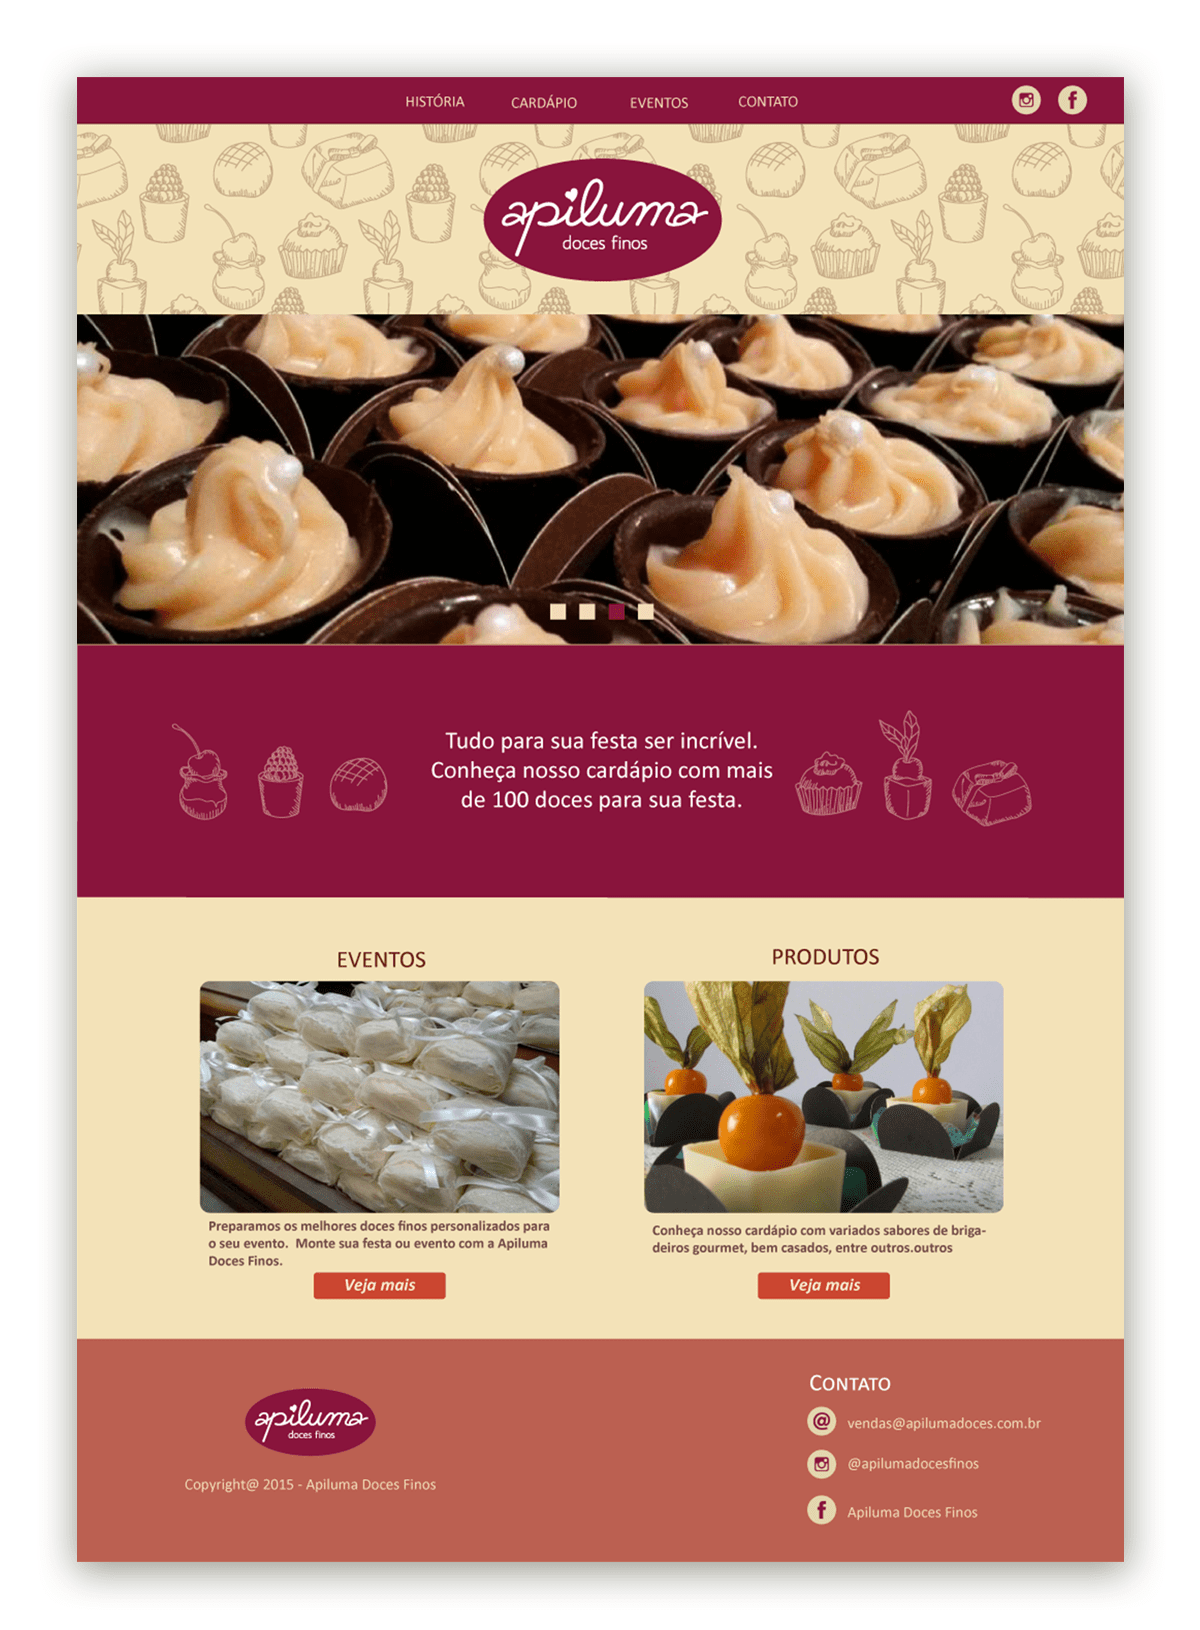 HISTÓRIA CARDÁPIO EVENTOS CONTATO
apiluma
doces finos
Tudo para sua festa ser incrível.
Conheça nosso cardápio com mais
de 100 doces para sua festa.
EVENTOS
Preparamos os melhores doces finos personalizados para
o seu evento.  Monte sua festa ou evento com a Apiluma
Doces Finos.
Veja mais
PRODUTOS
Conheça nosso cardápio com variados sabores de briga-
deiros gourmet, bem casados, entre outros.outros
Veja mais
apiluma
doces finos
Copyright@ 2015 - Apiluma Doces Finos
CONTATO
@ vendas@apilumadoces.com.br
@apilumadocesfinos
f Apiluma Doces Finos